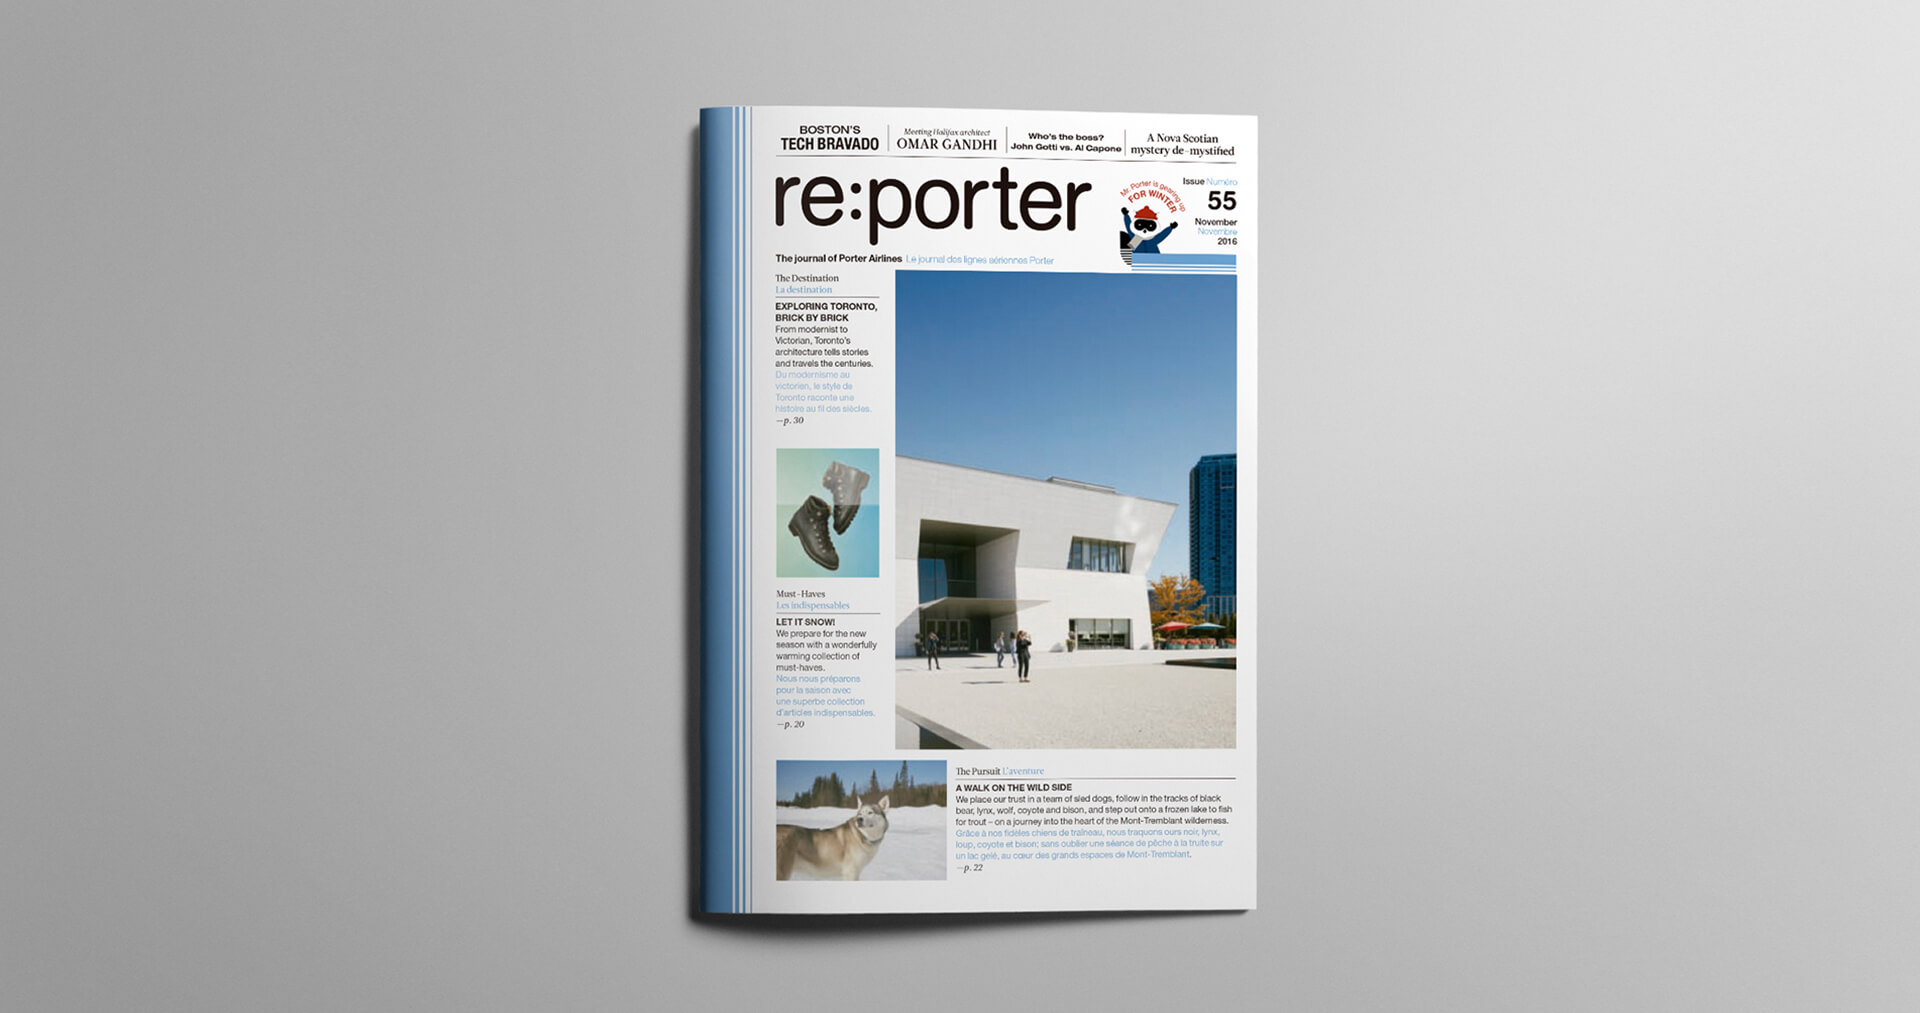 BOSTON'S
TECH BRAVADO
Meeting Halifax architect
OMAR GANDHI
Who's the boss?
John Gotti vs. Al Capone
A Nova Scotian
mystery de-mystified
re:porter
Mr. Porter is gearing up
FOR WINTER
Issue Numéro
55
November
Novembre
2016
The journal of Porter Airlines Le journal des lignes aériennes Porter
The Destination
La destination
EXPLORING TORONTO,
BRICK BY BRICK
From modernist to
Victorian, Toronto's
architecture tells stories
and travels the centuries.
Du modernisme au
victorien, le style de
Toronto raconte une
histoire au fil des siècles.
—p. 30
Must-Haves
Les indispensables
LET IT SNOW!
We prepare for the new
season with a wonderfully
warming collection of
must-haves.
Nous nous préparons
pour la saison avec
une superbe collection
d'articles indispensables.
—p. 20
The Pursuit L'aventure
A WALK ON THE WILD SIDE
We place our trust in a team of sled dogs, follow in the tracks of black
bear, lynx, wolf, coyote and bison, and step out onto a frozen lake to fish
for trout – on a journey into the heart of the Mont-Tremblant wilderness.
Grâce à nos fidèles chiens de traîneau, nous traquons ours noir, lynx,
loup, coyote et bison; sans oublier une séance de pêche à la truite sur
un lac gelé, au cœur des grands espaces de Mont-Tremblant.
—p. 22